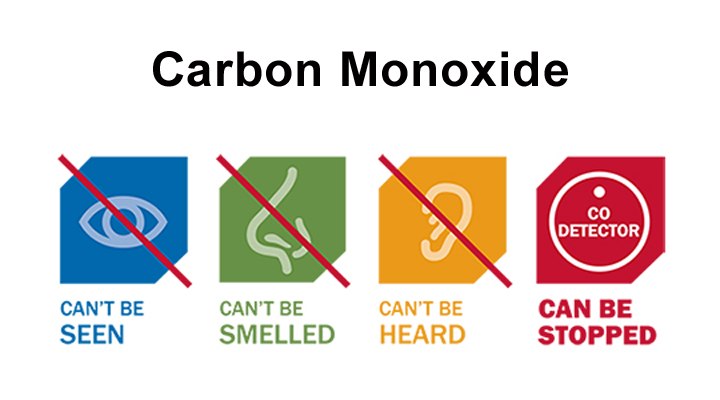 Carbon Monoxide
CO
DETECTOR
CAN'T BE
SEEN
CAN'T BE
SMELLED
CAN'T BE
HEARD
CAN BE
STOPPED